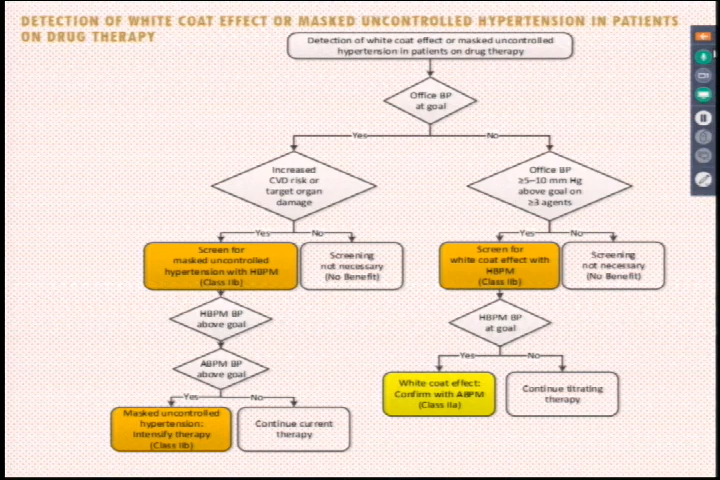 DETECTION OF WHITE COAT EFFECT OR MASKED UNCONTROLLED HYPERTENSION IN PATIENTS
ON DRUG THERAPY
Detection of white coat effect or masked uncontrolled
hypertension in patients on drug therapy
Office BP
at goal
Yes
No
Increased
CVD risk or
target organ
damage
Office BP
≥5–10 mm Hg
above goal on
≥3 agents
Yes
No
Yes
No
Screen for
masked uncontrolled
hypertension with HBPM
(Class IIb)
Screening
not necessary
(No Benefit)
Screen for
white coat effect with
HBPM
(Class IIb)
Screening
not necessary
(No Benefit)
HBPM BP
above goal
HBPM BP
at goal
ABPM BP
above goal
Yes
No
White coat effect:
Confirm with ABPM
(Class IIa)
Continue titrating
therapy
Yes
No
Masked uncontrolled
hypertension:
Intensify therapy
(Class IIb)
Continue current
therapy